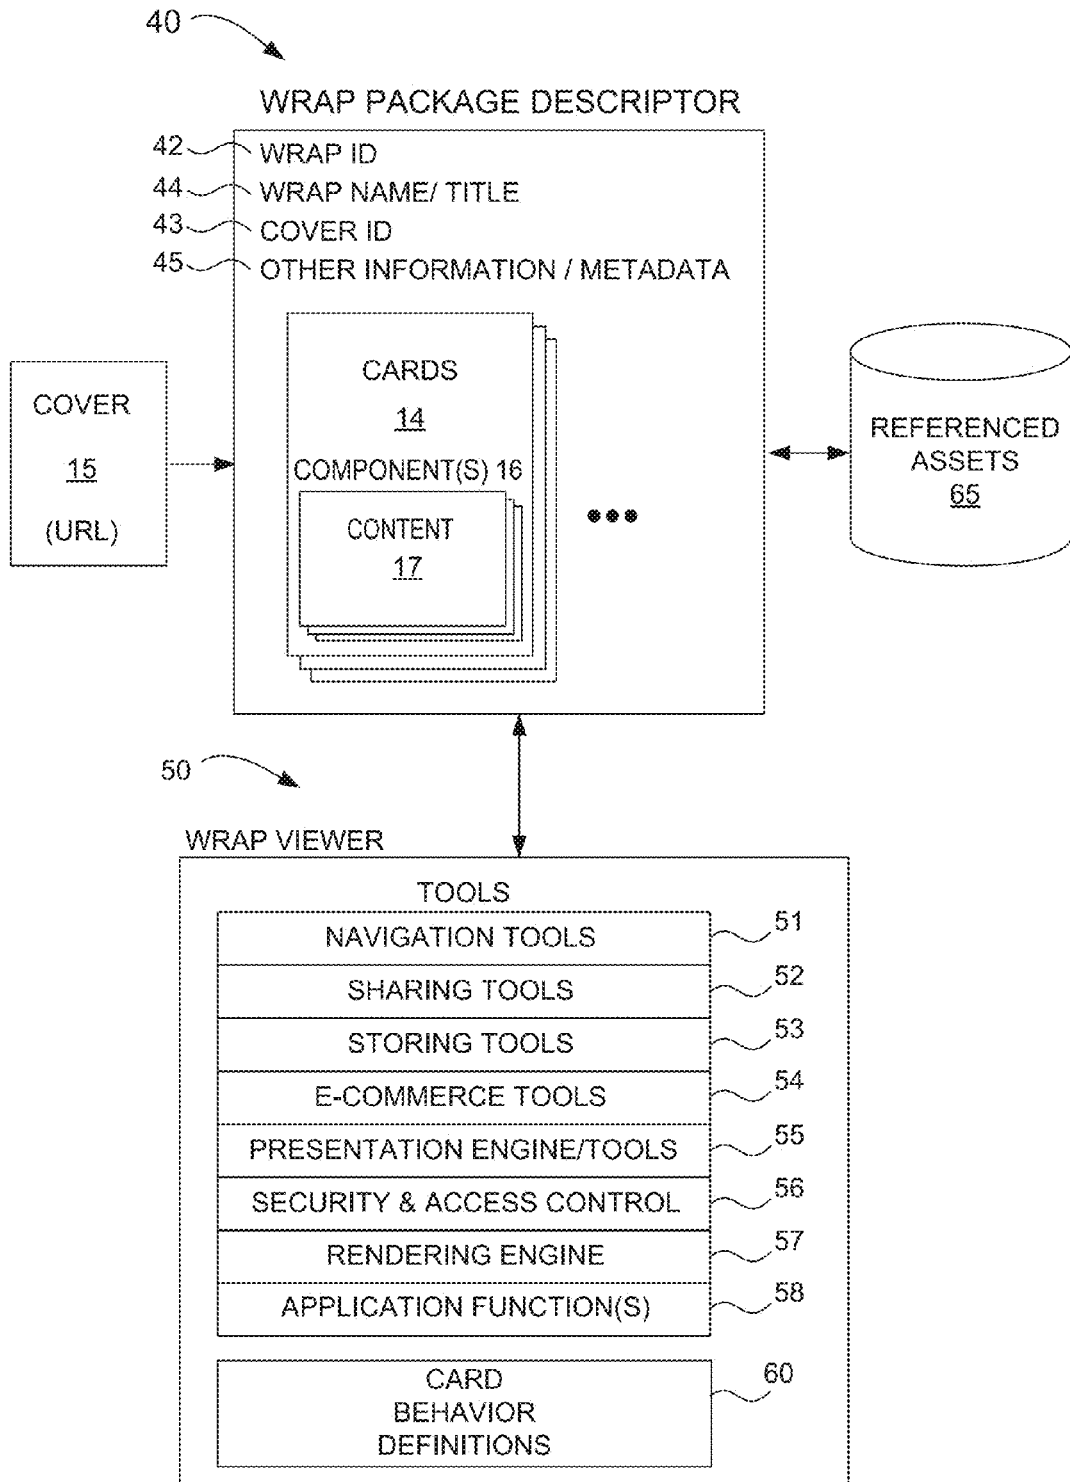 40
WRAP PACKAGE DESCRIPTOR
42 WRAP ID
44 WRAP NAME/ TITLE
43 COVER ID
45 OTHER INFORMATION / METADATA
COVER
15
(URL)
CARDS
14
COMPONENT(S) 16
CONTENT
17
REFERENCED
ASSETS
65
50
WRAP VIEWER
TOOLS
NAVIGATION TOOLS 51
SHARING TOOLS 52
STORING TOOLS 53
E-COMMERCE TOOLS 54
PRESENTATION ENGINE/TOOLS 55
SECURITY & ACCESS CONTROL 56
RENDERING ENGINE 57
APPLICATION FUNCTION(S) 58
CARD 60
BEHAVIOR
DEFINITIONS